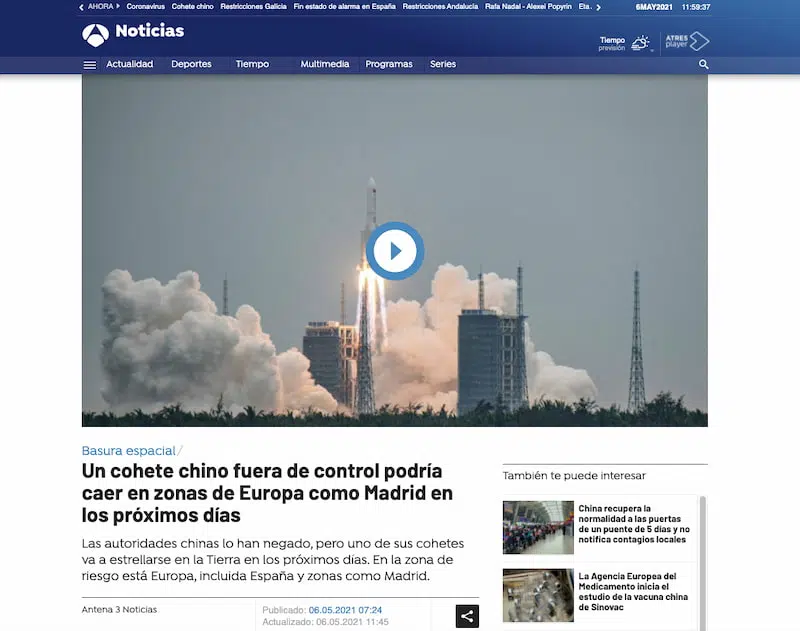 AHORA
Coronavirus
Cohete chino
Restricciones Galicia
Fin estado de alarma en España
Restricciones Andalucía
Rafa Nadal - Alexei Popyrin
6MAY2021
11:59:37
Noticias
Tiempo
previsión
ATRES
player
Actualidad
Deportes
Tiempo
Multimedia
Programas
Series
Basura espacial/
Un cohete chino fuera de control podría
caer en zonas de Europa como Madrid en
los próximos días
Las autoridades chinas lo han negado, pero uno de sus cohetes
va a estrellarse en la Tierra en los próximos días. En la zona de
riesgo está Europa, incluida España y zonas como Madrid.
Antena 3 Noticias
Publicado: 06.05.2021 07:24
Actualizado: 06.05.2021 11:45
También te puede interesar
China recupera la
normalidad a las puertas
de un puente de 5 días y no
notifica contagios locales
La Agencia Europea del
Medicamento inicia el
estudio de la vacuna china
de Sinovac